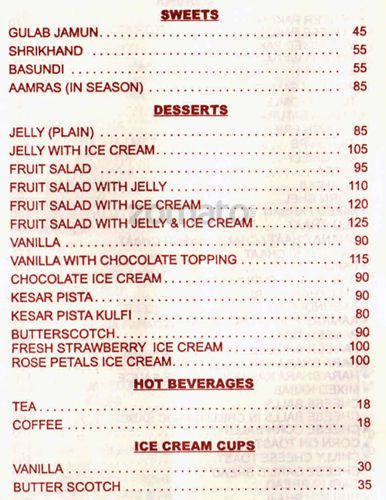 SWEETS
GULAB JAMUN 45
SHRIKHAND 55
BASUNDI 55
AAMRAS (IN SEASON) 85
DESSERTS
JELLY (PLAIN) 85
JELLY WITH ICE CREAM 105
FRUIT SALAD 95
FRUIT SALAD WITH JELLY 110
FRUIT SALAD WITH ICE CREAM 120
FRUIT SALAD WITH JELLY & ICE CREAM 125
VANILLA 90
VANILLA WITH CHOCOLATE TOPPING 115
CHOCOLATE ICE CREAM 90
KESAR PISTA 90
KESAR PISTA KULFI 80
BUTTERSCOTCH 90
FRESH STRAWBERRY ICE CREAM 100
ROSE PETALS ICE CREAM 100
HOT BEVERAGES
TEA 18
COFFEE 18
ICE CREAM CUPS
VANILLA 30
BUTTER SCOTCH 35
zomato